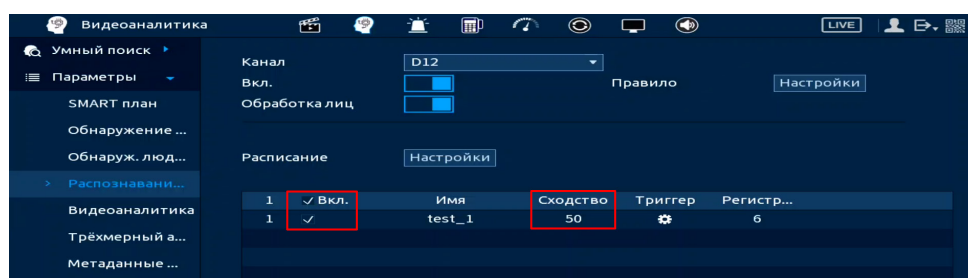 Видеоаналитика LIVE
Умный поиск
Параметры
SMART план
Обнаружение ...
Обнаруж. люд...
Распознавани...
Видеоаналитика
Трёхмерный а...
Метаданные ...
Канал D12
Вкл. Правило Настройки
Обработка лиц
Расписание Настройки
1 Вкл. Имя Сходство Триггер Регистр...
1 test_1 50 6